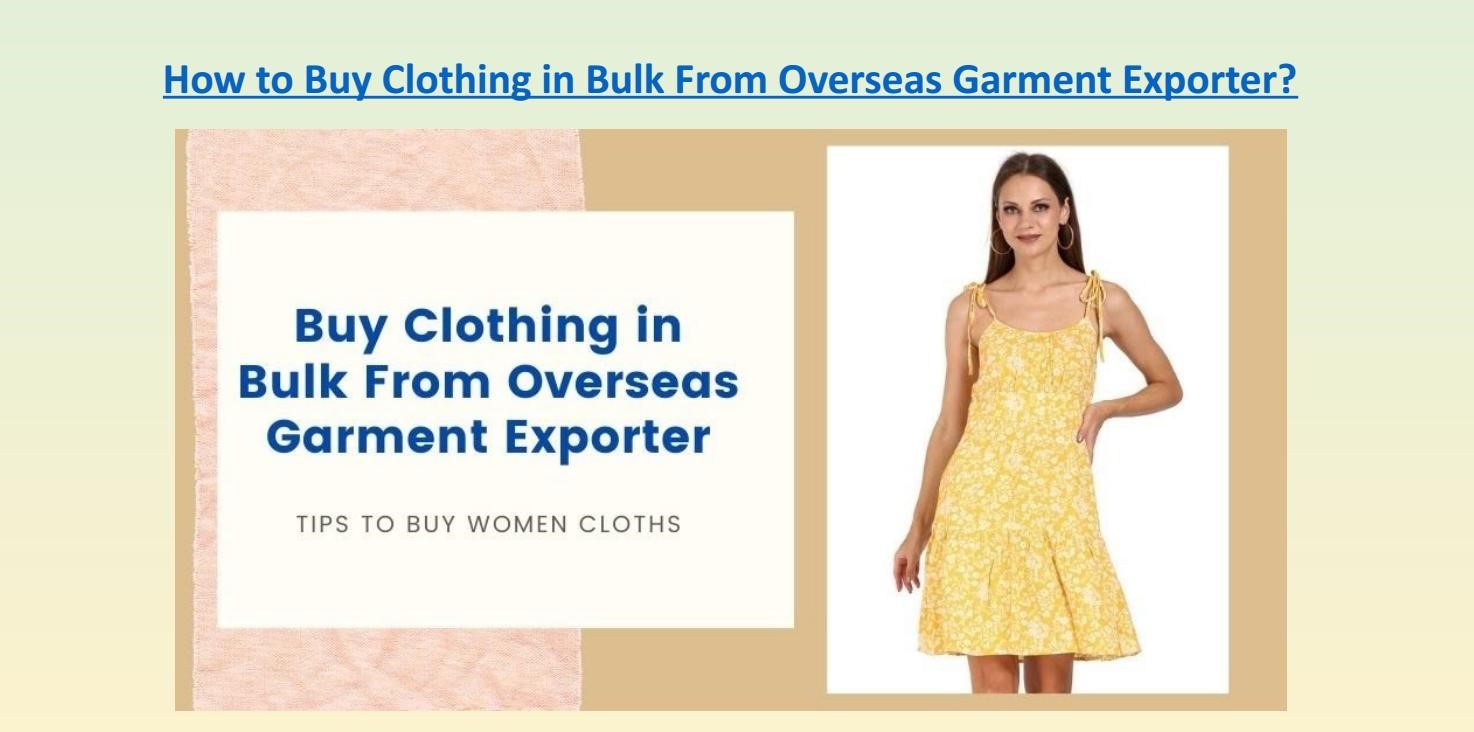 How to Buy Clothing in Bulk From Overseas Garment Exporter?
Buy Clothing in
Bulk From Overseas
Garment Exporter
TIPS TO BUY WOMEN CLOTHS